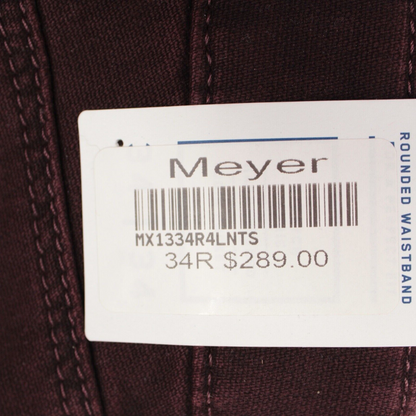 Meyer
MX1334R4LNTS
34R $289.00
ROUNDED WAISTBAND